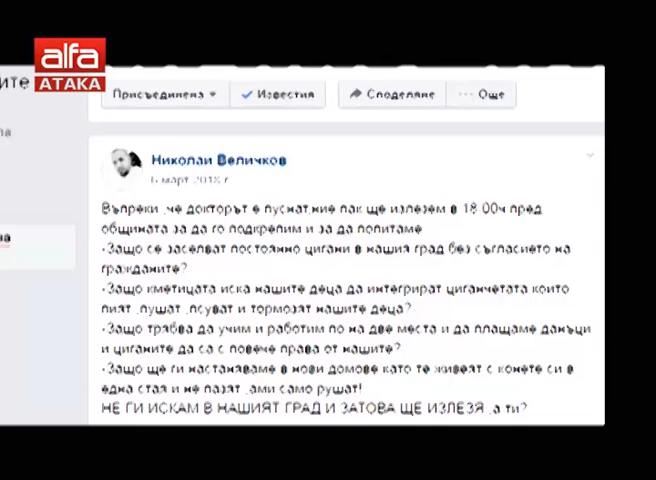 alfa
АТАКА
ите
Присъединена
Известия
Споделяне
Още
Николай Величков
6 март 2018 г.
Въпреки ,че докторът е пуснат,ние пак ще излезем в 18:00ч пред
общината за да го подкрепим и за да попитаме
-Защо се заселват постоянно цигани в нашия град без съгласието на
гражданите?
-Защо кметицата иска нашите деца да интегрират циганчетата които
пият ,пушат ,псуват и тормозят нашите деца?
-Защо трябва да учим и работим по на две места и да плащаме данъци
и циганите да са с повече права от нашите?
-Защо ще ги настаняваме в нови домове като те живеят с конете си в
една стая и не пазят ,ами само рушат!
НЕ ГИ ИСКАМ В НАШИЯТ ГРАД И ЗАТОВА ЩЕ ИЗЛЕЗЯ ,а ти?